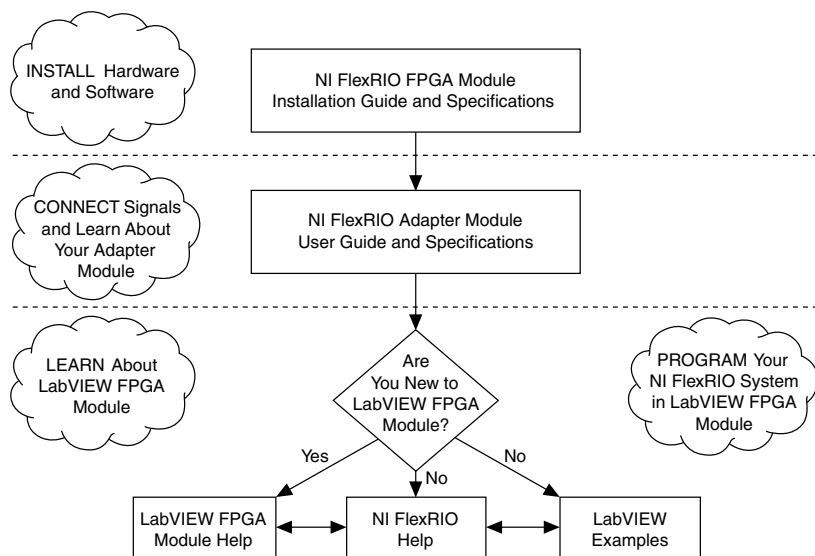 INSTALL Hardware
and Software
NI FlexRIO FPGA Module
Installation Guide and Specifications
CONNECT Signals
and Learn About
Your Adapter
Module
NI FlexRIO Adapter Module
User Guide and Specifications
LEARN About
LabVIEW FPGA
Module
Are
You New to
LabVIEW FPGA
Module?
PROGRAM Your
NI FlexRIO System
in LabVIEW FPGA
Module
Yes
No
No
LabVIEW FPGA
Module Help
NI FlexRIO
Help
LabVIEW
Examples